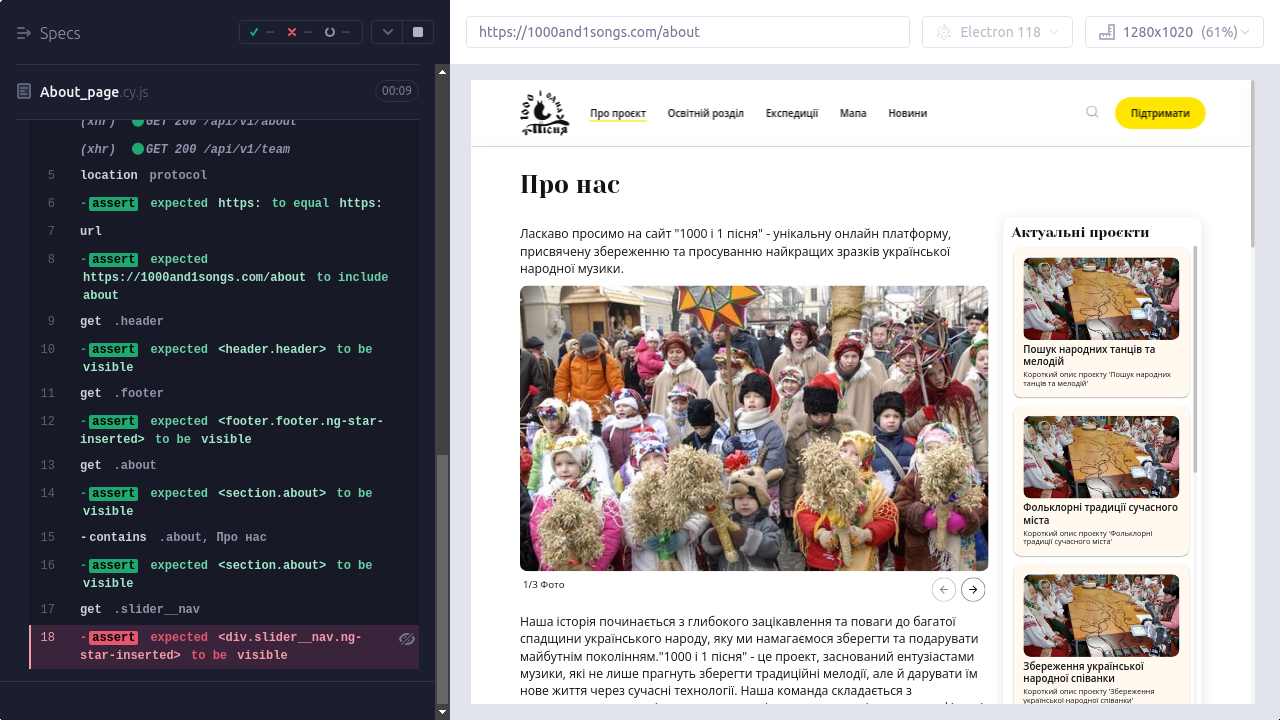 Specs
-- -- --
https://1000and1songs.com/about
Electron 118
1280x1020 (61%)
About_page.cy.js
00:09
(xhr) GET 200 /api/v1/about
(xhr) GET 200 /api/v1/team
5 location protocol
6 -assert expected https: to equal https:
7 url
8 -assert expected
https://1000and1songs.com/about to include
about
9 get .header
10 -assert expected <header.header> to be
visible
11 get .footer
12 -assert expected <footer.footer.ng-star-
inserted> to be visible
13 get .about
14 -assert expected <section.about> to be
visible
15 -contains .about, Про нас
16 -assert expected <section.about> to be
visible
17 get .slider__nav
18 -assert expected <div.slider__nav.ng-
star-inserted> to be visible
Про проєкт Освітній розділ Експедиції Мапа Новини
Підтримати
Про нас
Ласкаво просимо на сайт "1000 і 1 пісня" - унікальну онлайн платформу,
присвячену збереженню та просуванню найкращих зразків української
народної музики.
1/3 Фото
Наша історія починається з глибокого зацікавлення та поваги до багатої
спадщини українського народу, яку ми намагаємося зберегти та подарувати
майбутнім поколінням."1000 і 1 пісня" - це проект, заснований ентузіастами
музики, які не лише прагнуть зберегти традиційні мелодії, але й дарувати їм
нове життя через сучасні технології. Наша команда складається з
Актуальні проєкти
Пошук народних танців та
мелодій
Короткий опис проекту 'Пошук народних
танців та мелодій'
Фольклорні традиції сучасного
міста
Короткий опис проекту 'Фольклорні
традиції сучасного міста'
Збереження української
народної співанки
Короткий опис проекту 'Збереження
української народної співанки'